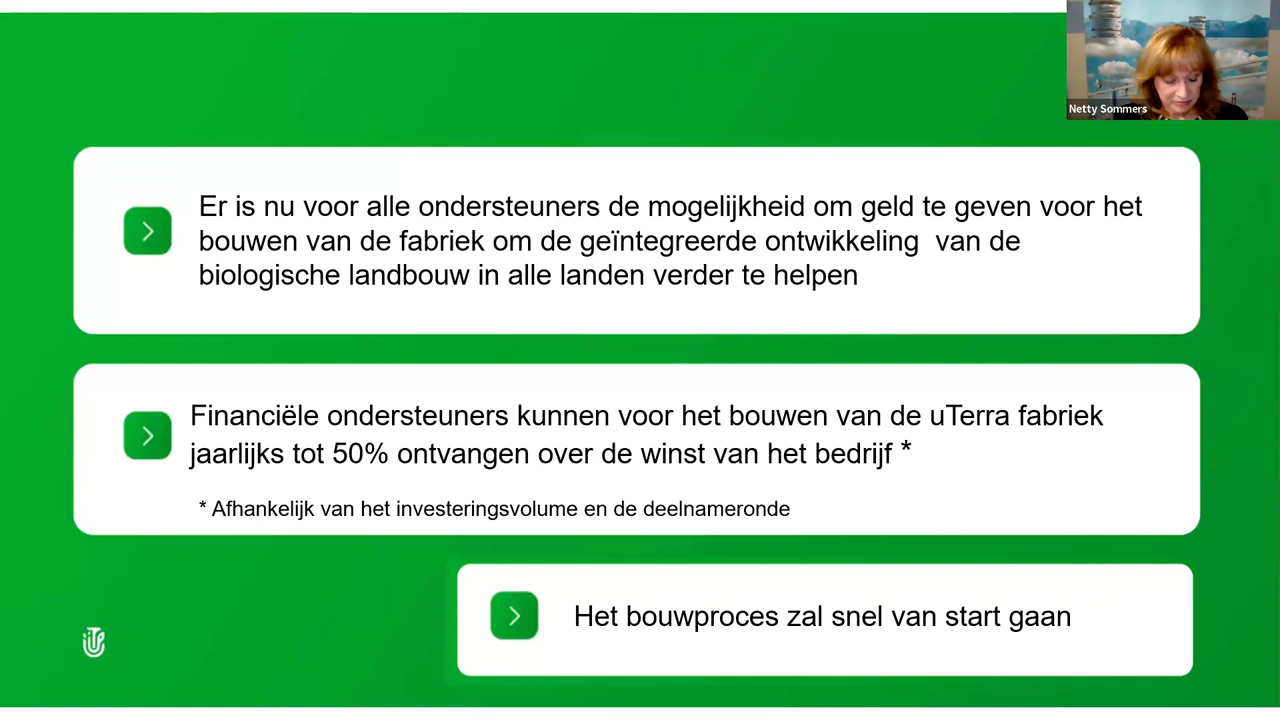 Netty Sommers
Er is nu voor alle ondersteuners de mogelijkheid om geld te geven voor het
bouwen van de fabriek om de geïntegreerde ontwikkeling  van de
biologische landbouw in alle landen verder te helpen
Financiële ondersteuners kunnen voor het bouwen van de uTerra fabriek
jaarlijks tot 50% ontvangen over de winst van het bedrijf *
* Afhankelijk van het investeringsvolume en de deelnameronde
Het bouwproces zal snel van start gaan